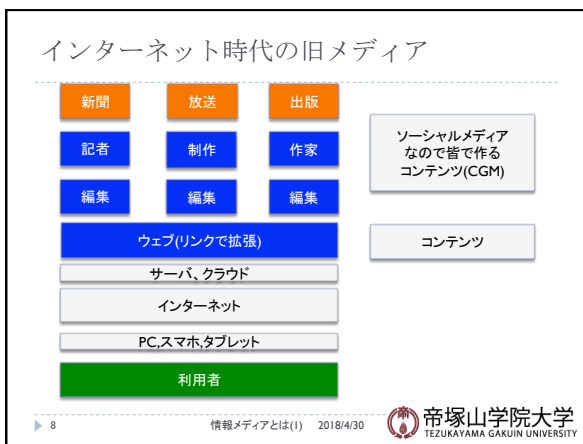 インターネット時代の旧メディア
新聞 放送 出版
記者 制作 作家
ソーシャルメディア
なので皆で作る
コンテンツ(CGM)
編集 編集 編集
ウェブ(リンクで拡張)
コンテンツ
サーバ、クラウド
インターネット
PC,スマホ,タブレット
利用者
8 情報メディアとは(1) 2018/4/30
帝塚山学院大学
TEZUKAYAMA GAKUIN UNIVERSITY